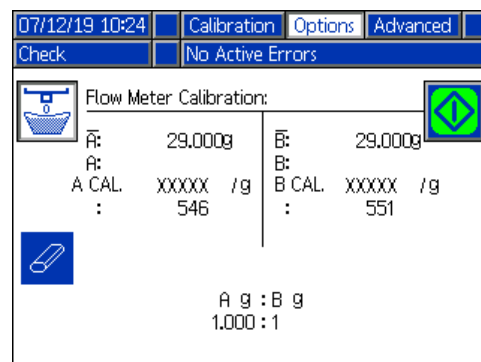 07/12/19 10:24 Calibration Options Advanced
Check No Active Errors
0
Flow Meter Calibration:
A̅: 29.000g B̅: 29.000g
A: B:
A CAL. XXXXX /g B CAL. XXXXX /g
: 546 : 551
A g : B g
1.000 : 1